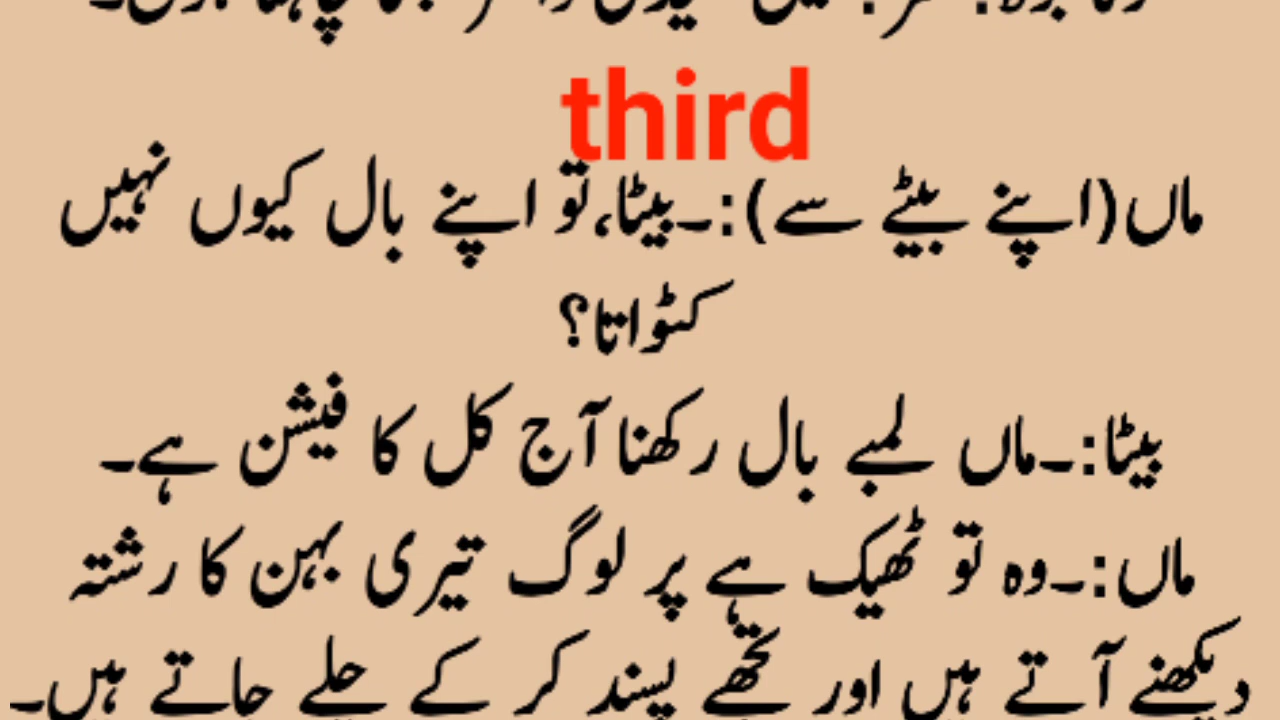 third
ماں(اپنے بیٹے سے):۔بیٹا،تو اپنے بال کیوں نہیں
کٹواتا؟
بیٹا:۔ماں لمبے بال رکھنا آج کل کا فیشن ہے۔
ماں:۔وہ تو ٹھیک ہے پر لوگ تیری بہن کا رشتہ
دیکھنے آتے ہیں اور تجھے پسند کر کے چلے جاتے ہیں۔